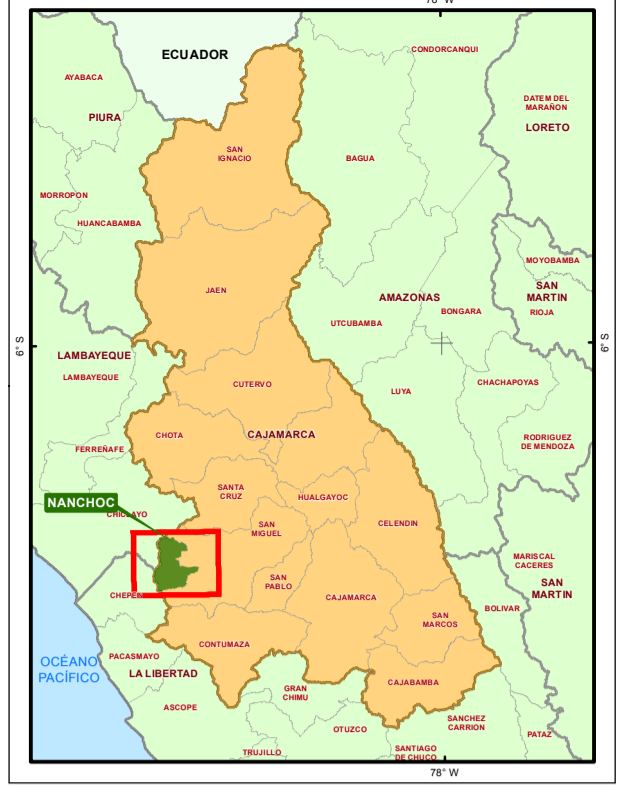 78° W
ECUADOR
CONDORCANQUI
AYABACA
DATEM DEL
MARAÑON
PIURA
LORETO
SAN
IGNACIO
BAGUA
MORROPON
HUANCABAMBA
MOYOBAMBA
JAEN
SAN
MARTIN
AMAZONAS
BONGARA
RIOJA
UTCUBAMBA
6° S
6° S
LAMBAYEQUE
LAMBAYEQUE
CUTERVO
LUYA
CHACHAPOYAS
CHOTA
CAJAMARCA
RODRIGUEZ
DE MENDOZA
FERREÑAFE
SANTA
CRUZ
HUALGAYOC
NANCHOC
CHICLAYO
SAN
MIGUEL
CELENDIN
MARISCAL
CACERES
SAN
PABLO
SAN
MARTIN
CHEPEN
CAJAMARCA
BOLIVAR
SAN
MARCOS
CONTUMAZA
OCÉANO
PACÍFICO
PACASMAYO
LA LIBERTAD
CAJABAMBA
GRAN
CHIMU
ASCOPE
SANCHEZ
CARRION
OTUZCO
PATAZ
TRUJILLO
SANTIAGO
DE CHUCO
78° W